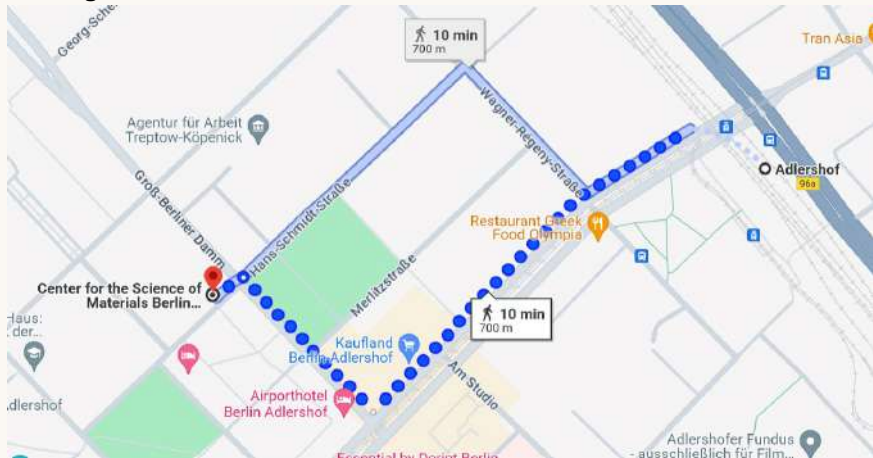 Georg-Sche
10 min
700 m
Tran Asia
Agentur für Arbeit
Treptow-Köpenick
Wagner-Régeny-Straße
Adlershof
96a
Groß-Berliner Damm
Hans-Schmidt-Straße
Restaurant Greek
Food Olympia
Center for the Science of
Materials Berlin...
Merlitzstraße
10 min
700 m
Haus:
der...
Kaufland
Berlin-Adlershof
Am Studio
Airporthotel
Berlin Adlershof
dlershof
Adlershofer Fundus
- ausschließlich für Film...
Essential by Dorint Berlin